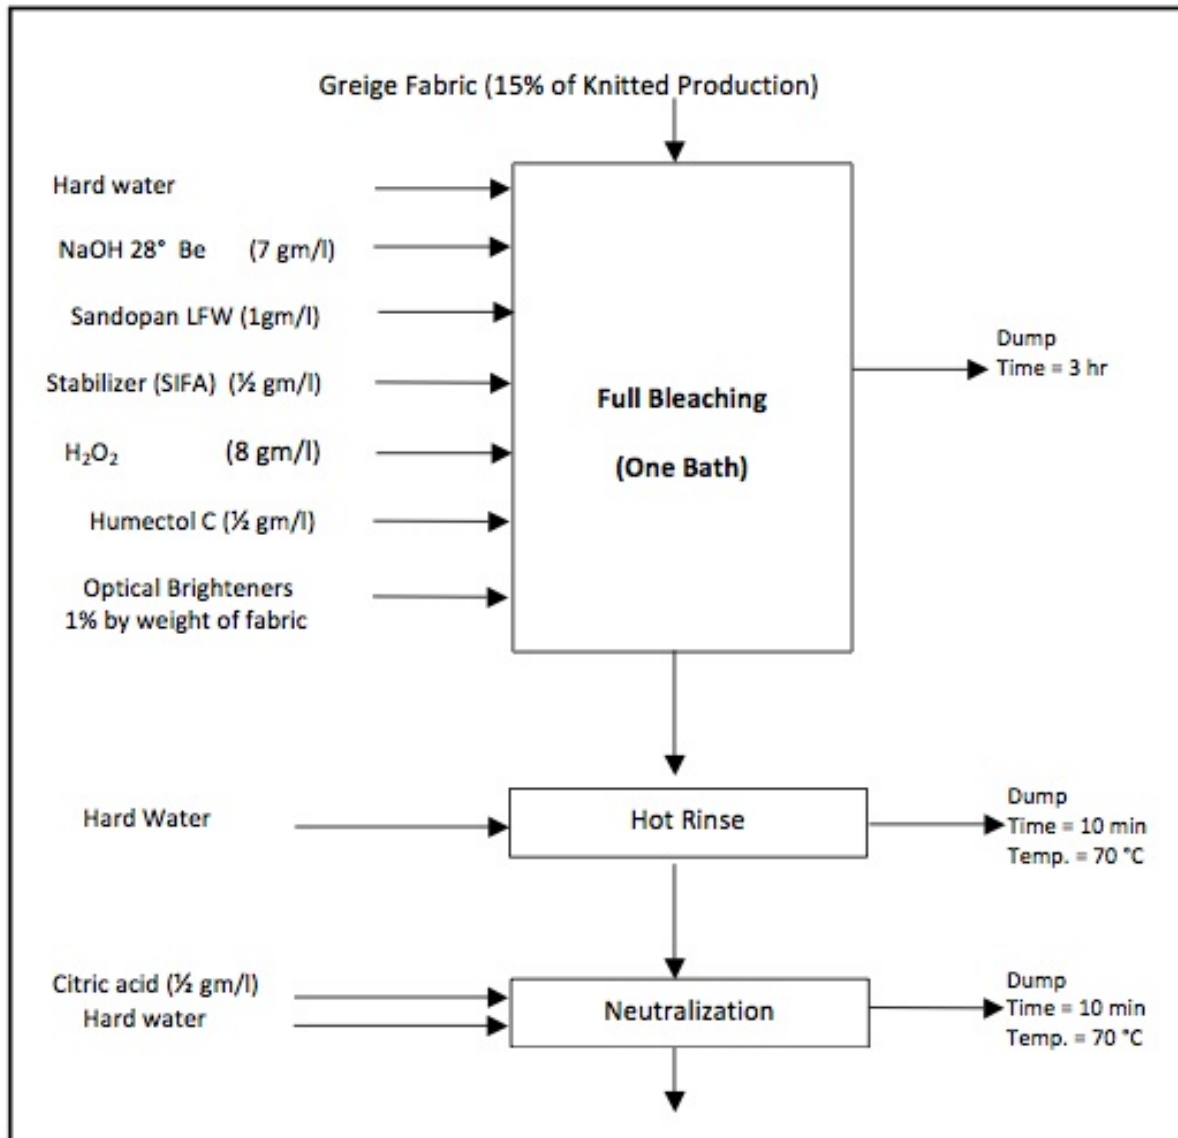 Greige Fabric (15% of Knitted Production)
Hard water
NaOH 28° Be (7 gm/l)
Sandopan LFW (1gm/l)
Stabilizer (SIFA) (½ gm/l)
H₂O₂ (8 gm/l)
Humectol C (½ gm/l)
Optical Brighteners
1% by weight of fabric
Full Bleaching
(One Bath)
Dump
Time = 3 hr
Hard Water
Hot Rinse
Dump
Time = 10 min
Temp. = 70 °C
Citric acid (½ gm/l)
Hard water
Neutralization
Dump
Time = 10 min
Temp. = 70 °C